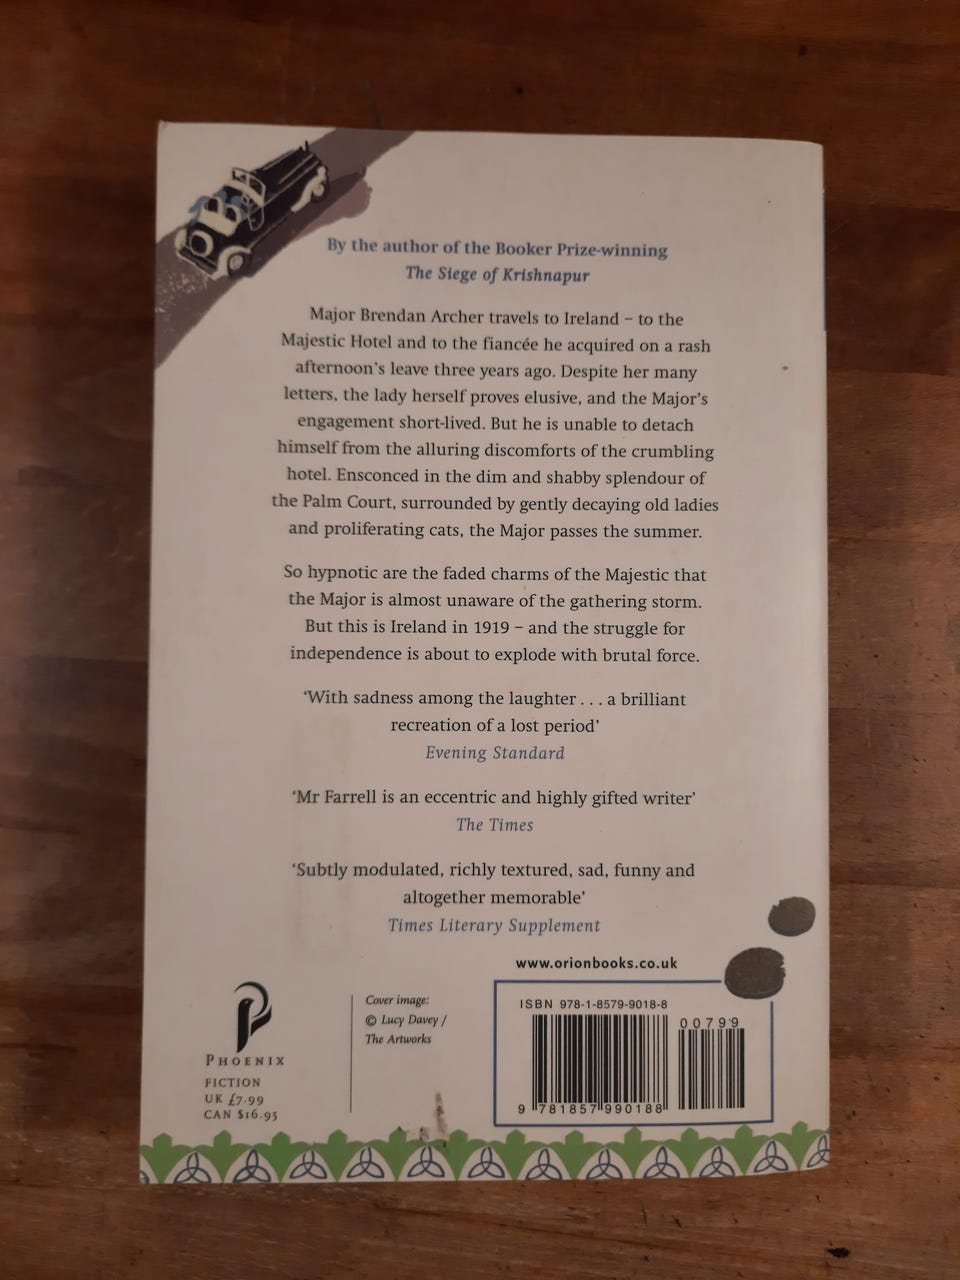 By the author of the Booker Prize-winning
The Siege of Krishnapur
Major Brendan Archer travels to Ireland – to the
Majestic Hotel and to the fiancée he acquired on a rash
afternoon's leave three years ago. Despite her many
letters, the lady herself proves elusive, and the Major's
engagement short-lived. But he is unable to detach
himself from the alluring discomforts of the crumbling
hotel. Ensconced in the dim and shabby splendour of
the Palm Court, surrounded by gently decaying old ladies
and proliferating cats, the Major passes the summer.
So hypnotic are the faded charms of the Majestic that
the Major is almost unaware of the gathering storm.
But this is Ireland in 1919 – and the struggle for
independence is about to explode with brutal force.
‘With sadness among the laughter . . . a brilliant
recreation of a lost period’
Evening Standard
‘Mr Farrell is an eccentric and highly gifted writer’
The Times
‘Subtly modulated, richly textured, sad, funny and
altogether memorable’
Times Literary Supplement
www.orionbooks.co.uk
PHOENIX
FICTION
UK £7.99
CAN $16.95
Cover image:
© Lucy Davey /
The Artworks
ISBN 978-1-8579-9018-8
00799
9 781857 990188